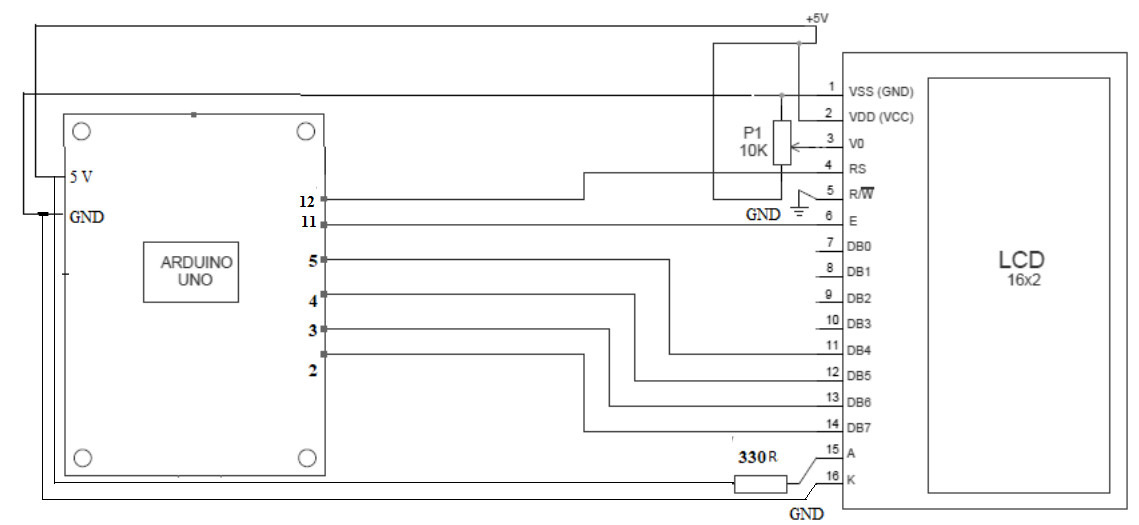 +5V
1
VSS (GND)
2
VDD (VCC)
P1
10K
3
V0
4
RS
5 V
12
5
R/W
GND
GND
11
6
E
7
DB0
ARDUINO
UNO
5
8
DB1
LCD
16x2
4
9
DB2
3
10
DB3
2
11
DB4
12
DB5
13
DB6
14
DB7
330R
15
A
16
K
GND